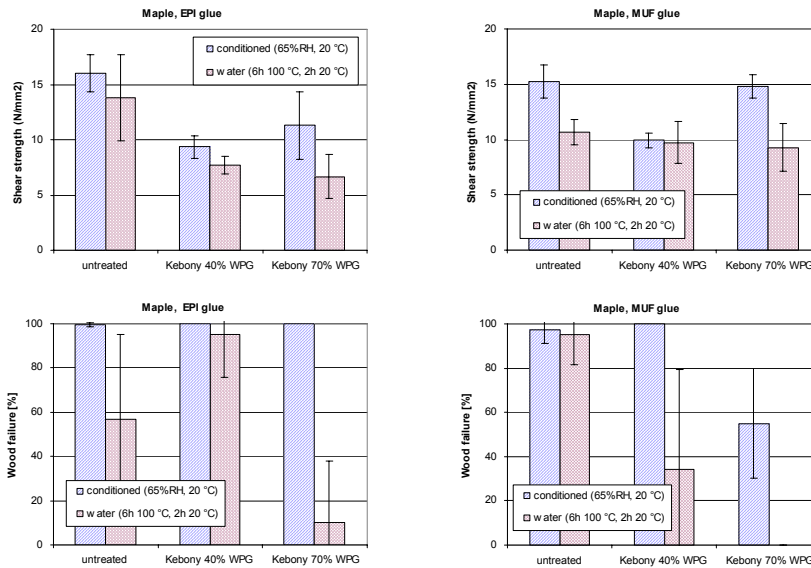 Maple, EPI glue
20
15
10
5
0
Shear strength (N/mm2)
conditioned (65%RH, 20 °C)
water (6h 100 °C, 2h 20 °C)
untreated Kebony 40% WPG Kebony 70% WPG
Maple, MUF glue
20
15
10
5
0
Shear strength (N/mm2)
conditioned (65%RH, 20 °C)
water (6h 100 °C, 2h 20 °C)
untreated Kebony 40% WPG Kebony 70% WPG
Maple, EPI glue
100
80
60
40
20
0
Wood failure [%]
conditioned (65%RH, 20 °C)
water (6h 100 °C, 2h 20 °C)
untreated Kebony 40% WPG Kebony 70% WPG
Maple, MUF glue
100
80
60
40
20
0
Wood failure [%]
conditioned (65%RH, 20 °C)
water (6h 100 °C, 2h 20 °C)
untreated Kebony 40% WPG Kebony 70% WPG